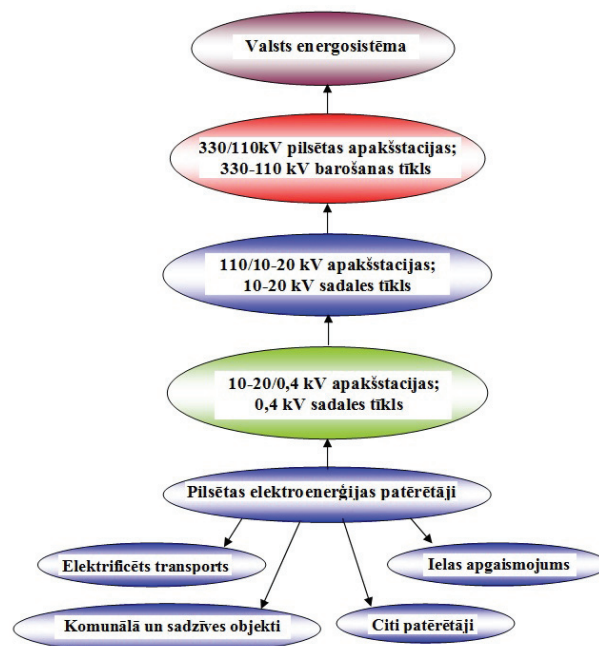 Valsts energosistēma
330/110kV pilsētas apakšstacijas;
330-110 kV barošanas tīkls
110/10-20 kV apakšstacijas;
10-20 kV sadales tīkls
10-20/0,4 kV apakšstacijas;
0,4 kV sadales tīkls
Pilsētas elektroenerģijas patērētāji
Elektrificēts transports
Ielas apgaismojums
Komunālā un sadzīves objekti
Citi patērētāji